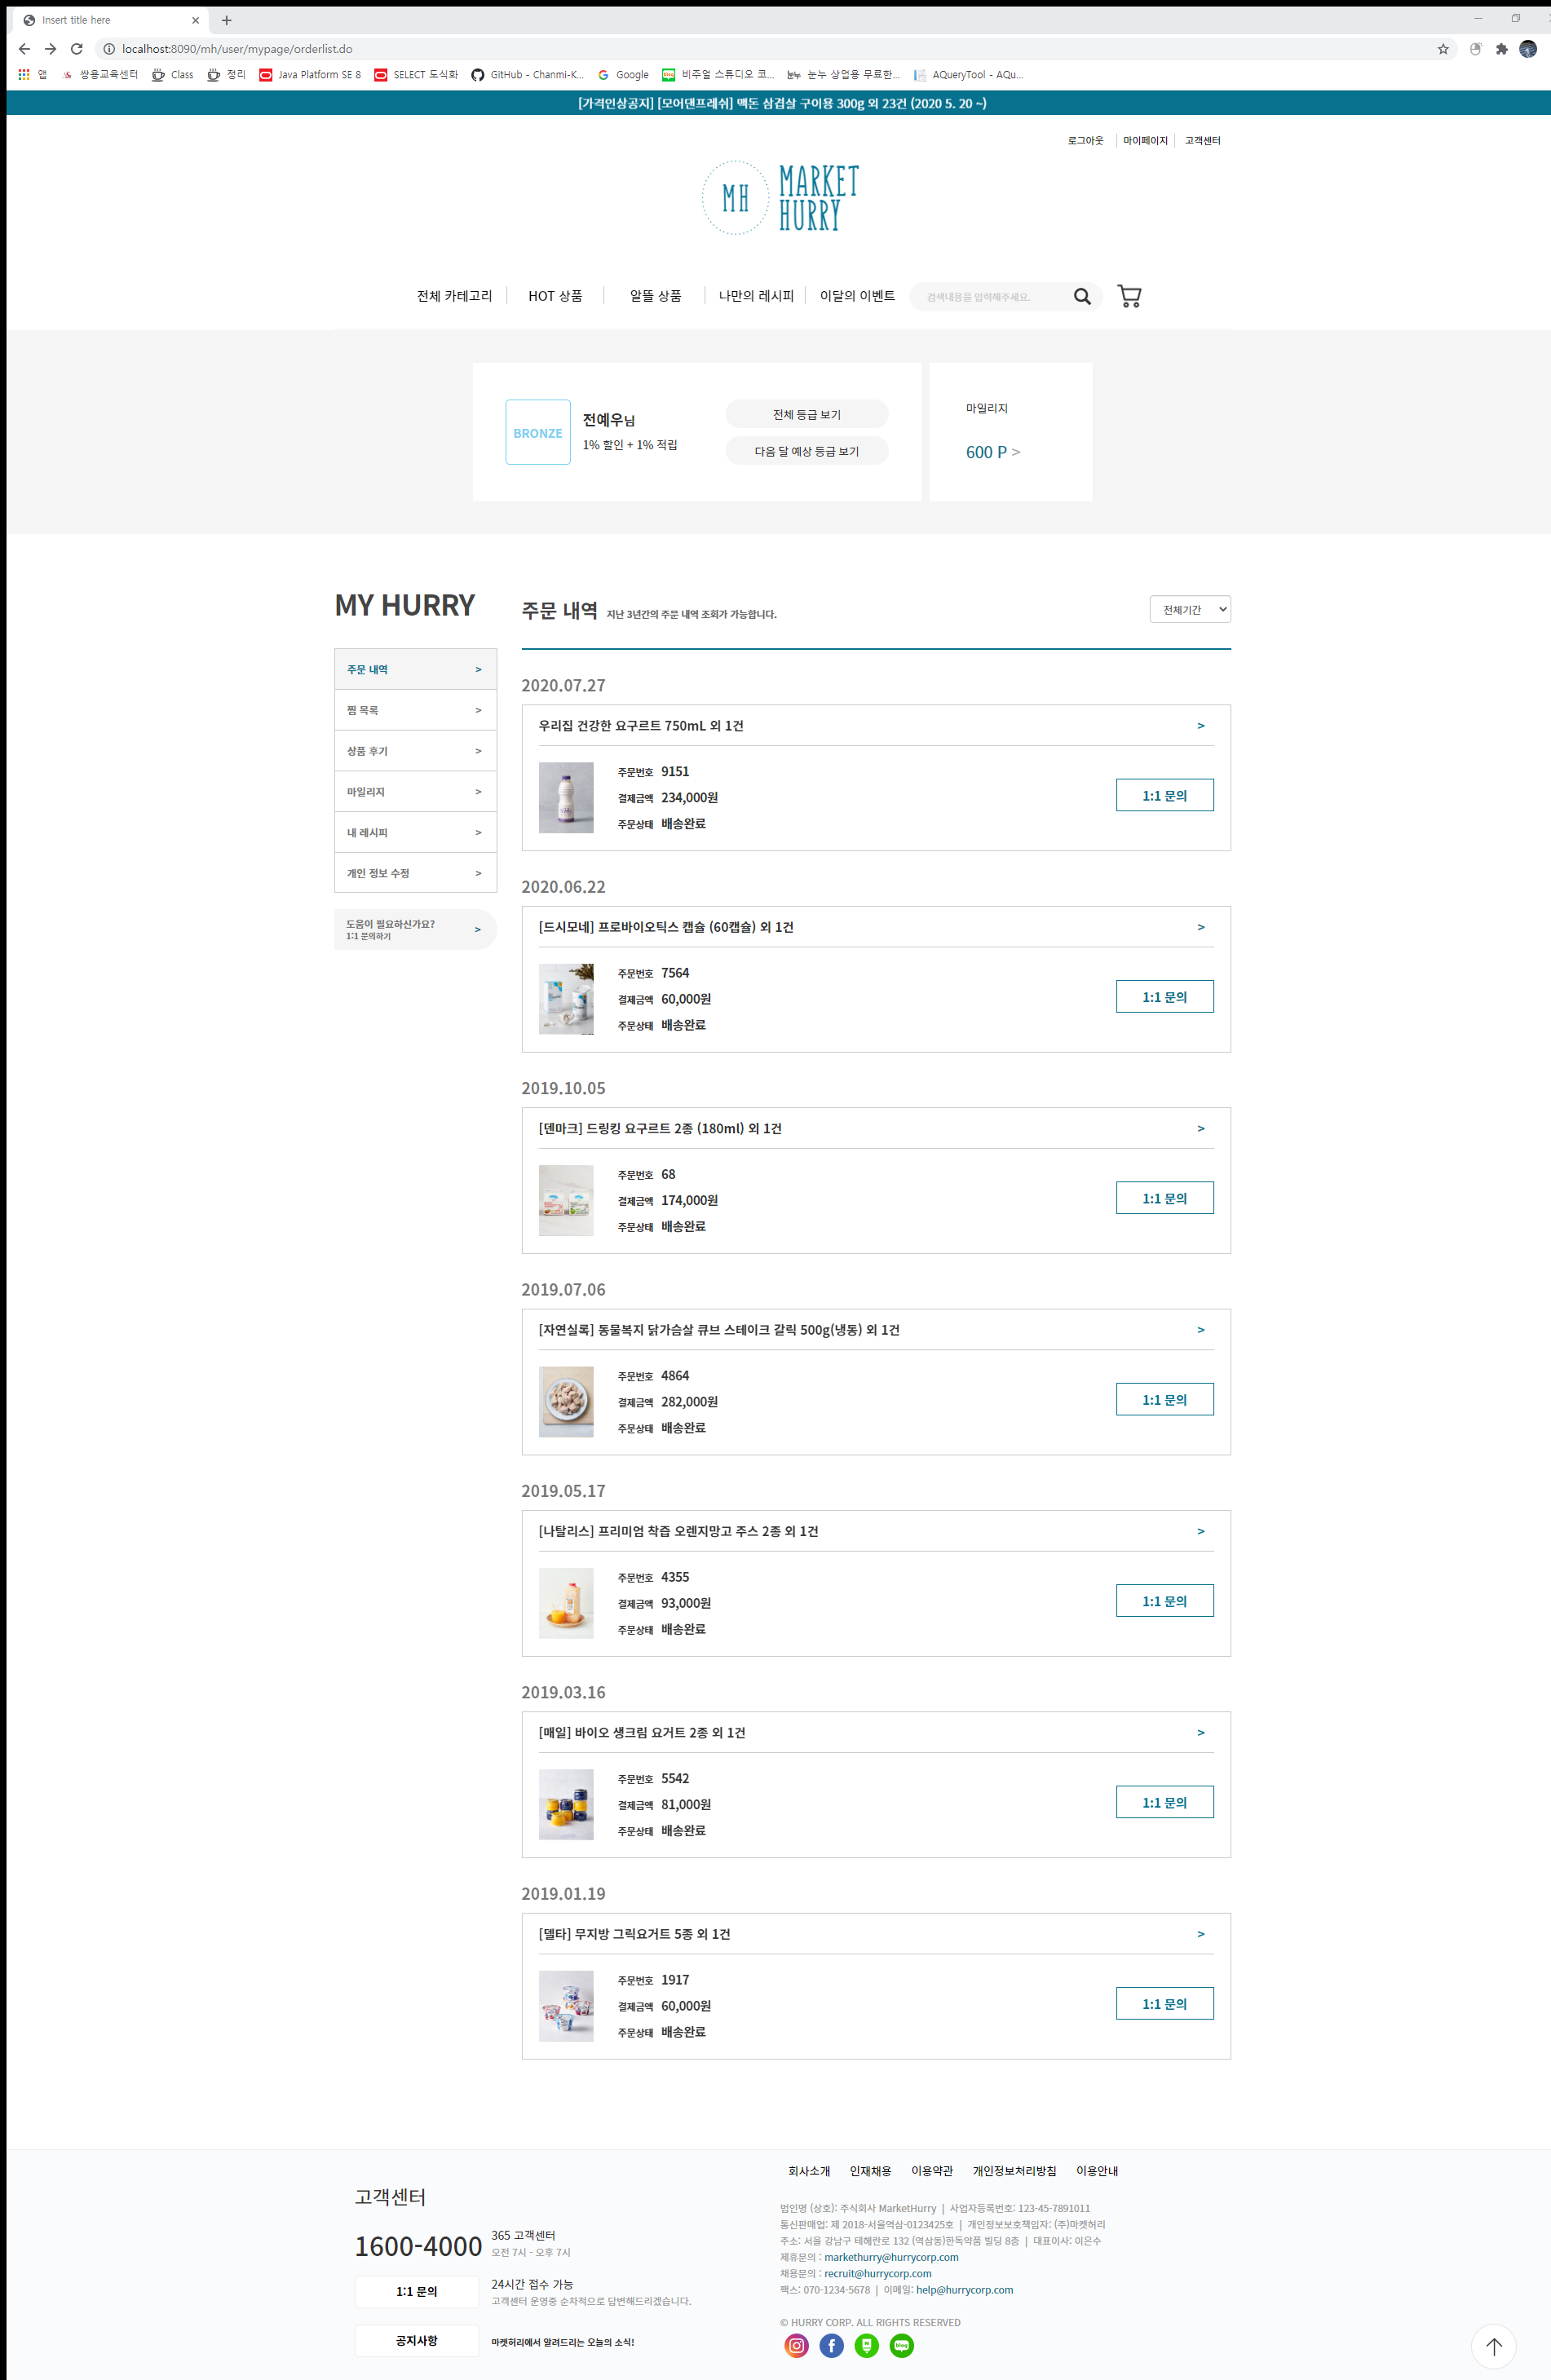 Insert title here
localhost:8090/mh/user/mypage/orderlist.do
앱 쌍용교육센터 Class 정리 Java Platform SE 8 SELECT 도식화 GitHub - Chanmi-K... Google 비주얼 스튜디오 코... 눈누 눈누 상업용 무료한... AQueryTool - AQu...
[가격인상공지] [모어댄프레쉬] 맥돈 삼겹살 구이용 300g 외 23건 (2020 5. 20 ~)
로그아웃 마이페이지 고객센터
MH MARKET
HURRY
전체 카테고리 HOT 상품 알뜰 상품 나만의 레시피 이달의 이벤트 검색내용을 입력해주세요.
BRONZE
전예우님
1% 할인 + 1% 적립
전체 등급 보기
다음 달 예상 등급 보기
마일리지
600 P >
MY HURRY
주문 내역 >
찜 목록 >
상품 후기 >
마일리지 >
내 레시피 >
개인 정보 수정 >
도움이 필요하신가요? >
1:1 문의하기
주문 내역 지난 3년간의 주문 내역 조회가 가능합니다. 전체기간
2020.07.27
우리집 건강한 요구르트 750mL 외 1건 >
주문번호 9151
결제금액 234,000원
주문상태 배송완료
1:1 문의
2020.06.22
[드시모네] 프로바이오틱스 캡슐 (60캡슐) 외 1건 >
주문번호 7564
결제금액 60,000원
주문상태 배송완료
1:1 문의
2019.10.05
[덴마크] 드링킹 요구르트 2종 (180ml) 외 1건 >
주문번호 68
결제금액 174,000원
주문상태 배송완료
1:1 문의
2019.07.06
[자연실록] 동물복지 닭가슴살 큐브 스테이크 갈릭 500g(냉동) 외 1건 >
주문번호 4864
결제금액 282,000원
주문상태 배송완료
1:1 문의
2019.05.17
[나탈리스] 프리미엄 착즙 오렌지망고 주스 2종 외 1건 >
주문번호 4355
결제금액 93,000원
주문상태 배송완료
1:1 문의
2019.03.16
[매일] 바이오 생크림 요거트 2종 외 1건 >
주문번호 5542
결제금액 81,000원
주문상태 배송완료
1:1 문의
2019.01.19
[델타] 무지방 그릭요거트 5종 외 1건 >
주문번호 1917
결제금액 60,000원
주문상태 배송완료
1:1 문의
고객센터
1600-4000
365 고객센터
오전 7시 - 오후 7시
1:1 문의
24시간 접수 가능
고객센터 운영중 순차적으로 답변해드리겠습니다.
공지사항
마켓허리에서 알려드리는 오늘의 소식!
회사소개 인재채용 이용약관 개인정보처리방침 이용안내
법인명 (상호): 주식회사 MarketHurry | 사업자등록번호: 123-45-7891011
통신판매업: 제 2018-서울역삼-0123425호 | 개인정보보호책임자: (주)마켓허리
주소: 서울 강남구 테헤란로 132 (역삼동)한독약품 빌딩 8층 | 대표이사: 이은수
제휴문의 : markethurry@hurrycorp.com
채용문의 : recruit@hurrycorp.com
팩스: 070-1234-5678 | 이메일: help@hurrycorp.com
© HURRY CORP. ALL RIGHTS RESERVED
blog